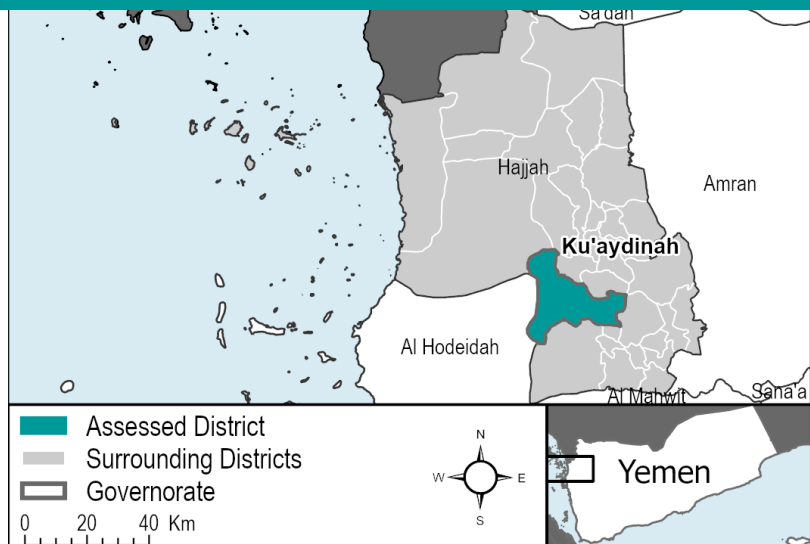 Sa'dah
Hajjah
Amran
Ku'aydinah
Al Hodeidah
Al Mahwit
Sana'a
Assessed District
Surrounding Districts
Governorate
0 20 40 Km
N
W E
S
Yemen